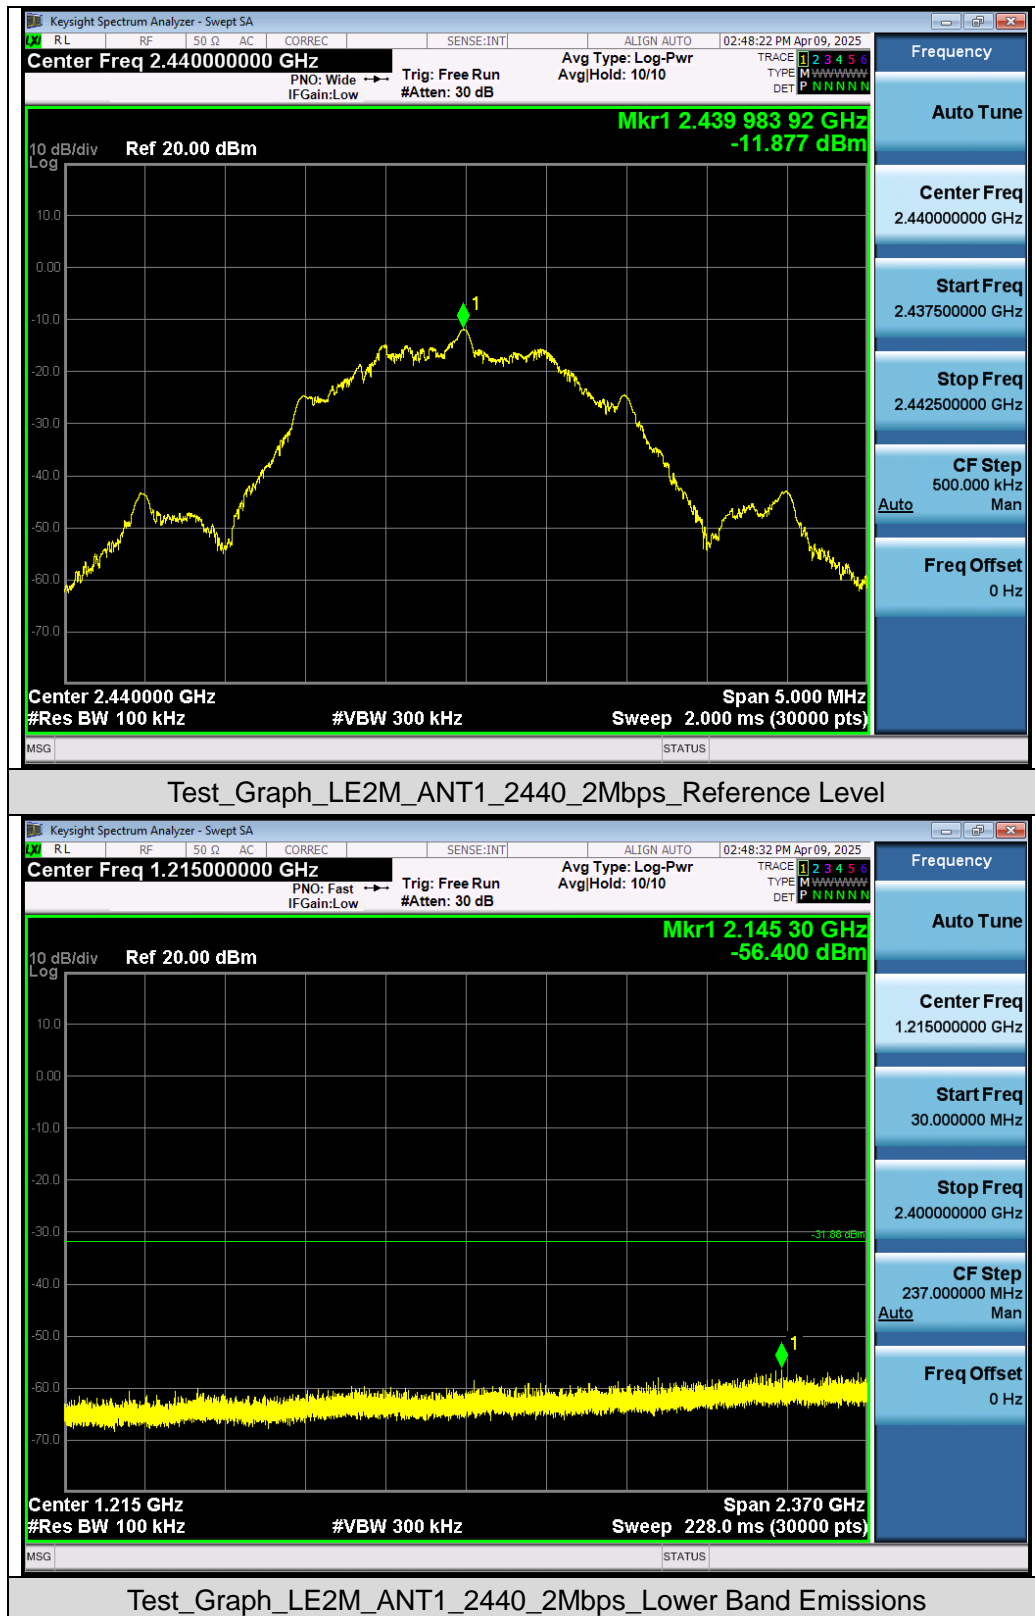 Keysight Spectrum Analyzer - Swept SA
LXI RL RF 50 Ω AC CORREC SENSE:INT ALIGN AUTO 02:48:22 PM Apr 09, 2025
Center Freq 2.440000000 GHz Avg Type: Log-Pwr TRACE 1 2 3 4 5 6
PNO: Wide Trig: Free Run Avg|Hold: 10/10 TYPE M WWWWW
IFGain:Low #Atten: 30 dB DET P N N N N N
Mkr1 2.439 983 92 GHz
-11.877 dBm
10 dB/div Ref 20.00 dBm
Log
10.0
0.00
-10.0
-20.0
-30.0
-40.0
-50.0
-60.0
-70.0
1
Center 2.440000 GHz Span 5.000 MHz
#Res BW 100 kHz #VBW 300 kHz Sweep 2.000 ms (30000 pts)
MSG STATUS
Frequency
Auto Tune
Center Freq
2.440000000 GHz
Start Freq
2.437500000 GHz
Stop Freq
2.442500000 GHz
CF Step
500.000 kHz
Auto Man
Freq Offset
0 Hz
Test_Graph_LE2M_ANT1_2440_2Mbps_Reference Level
Keysight Spectrum Analyzer - Swept SA
LXI RL RF 50 Ω AC CORREC SENSE:INT ALIGN AUTO 02:48:32 PM Apr 09, 2025
Center Freq 1.215000000 GHz Avg Type: Log-Pwr TRACE 1 2 3 4 5 6
PNO: Fast Trig: Free Run Avg|Hold: 10/10 TYPE M WWWWW
IFGain:Low #Atten: 30 dB DET P N N N N N
Mkr1 2.145 30 GHz
-56.400 dBm
10 dB/div Ref 20.00 dBm
Log
10.0
0.00
-10.0
-20.0
-30.0
-31.88 dBm
-40.0
-50.0
-60.0
-70.0
1
Center 1.215 GHz Span 2.370 GHz
#Res BW 100 kHz #VBW 300 kHz Sweep 228.0 ms (30000 pts)
MSG STATUS
Frequency
Auto Tune
Center Freq
1.215000000 GHz
Start Freq
30.000000 MHz
Stop Freq
2.400000000 GHz
CF Step
237.000000 MHz
Auto Man
Freq Offset
0 Hz
Test_Graph_LE2M_ANT1_2440_2Mbps_Lower Band Emissions